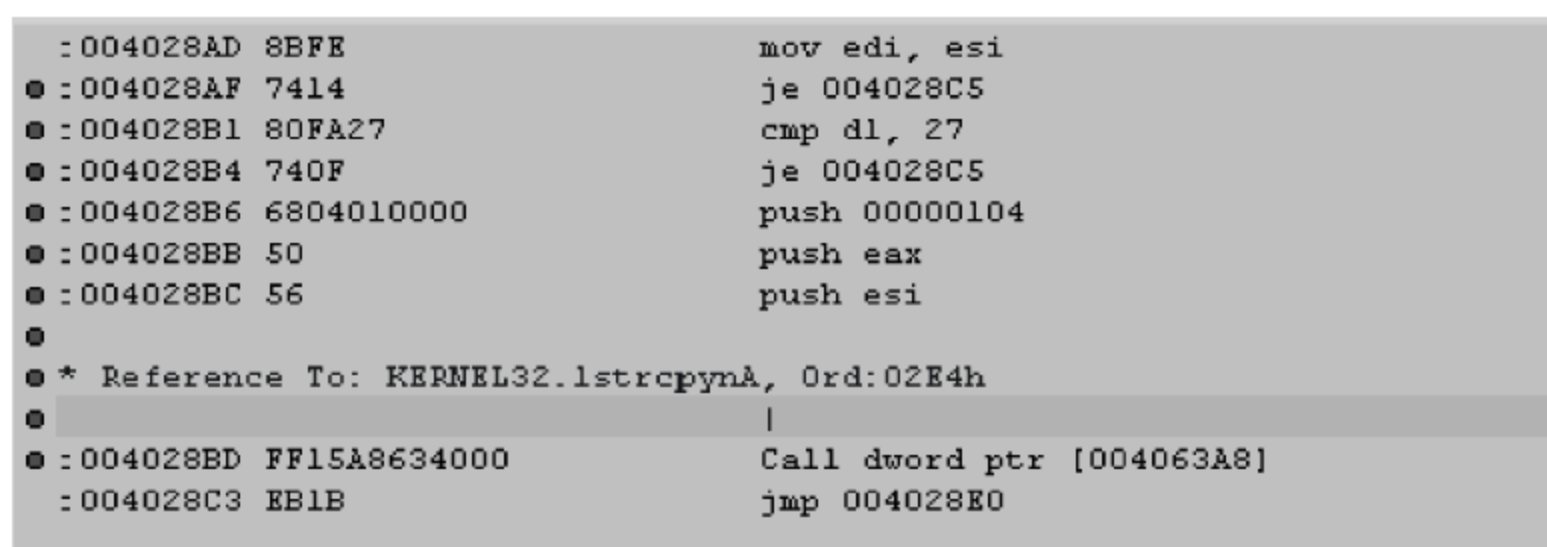 :004028AD 8BFE mov edi, esi
:004028AF 7414 je 004028C5
:004028B1 80FA27 cmp dl, 27
:004028B4 740F je 004028C5
:004028B6 6804010000 push 00000104
:004028BB 50 push eax
:004028BC 56 push esi
* Reference To: KERNEL32.lstrcpynA, Ord:02E4h
|
:004028BD FF15A8634000 Call dword ptr [004063A8]
:004028C3 EB1B jmp 004028E0